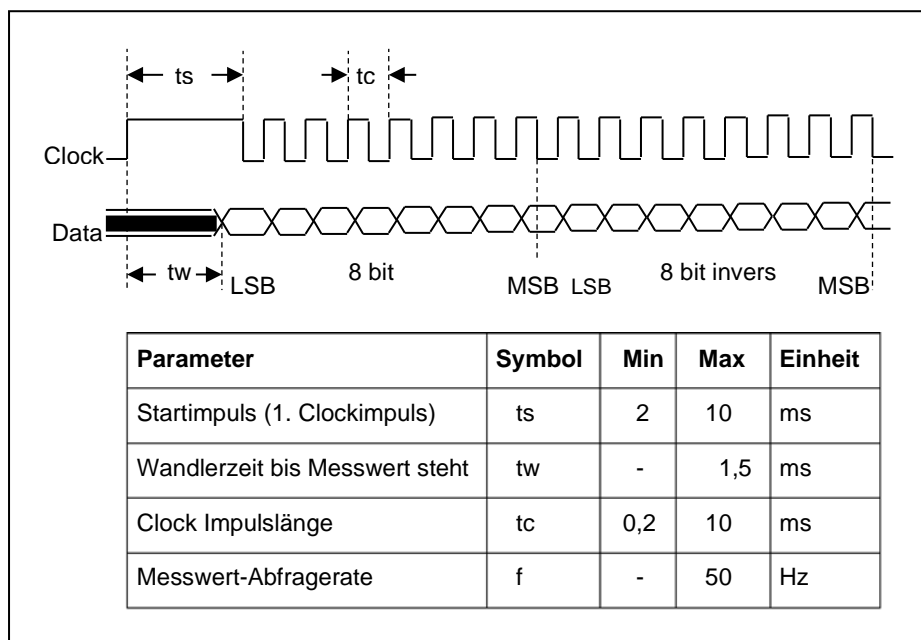 ts tc
Clock
Data
tw LSB 8 bit MSB LSB 8 bit invers MSB
Parameter Symbol Min Max Einheit
Startimpuls (1. Clockimpuls) ts 2 10 ms
Wandlerzeit bis Messwert steht tw - 1,5 ms
Clock Impulslänge tc 0,2 10 ms
Messwert-Abfragerate f - 50 Hz